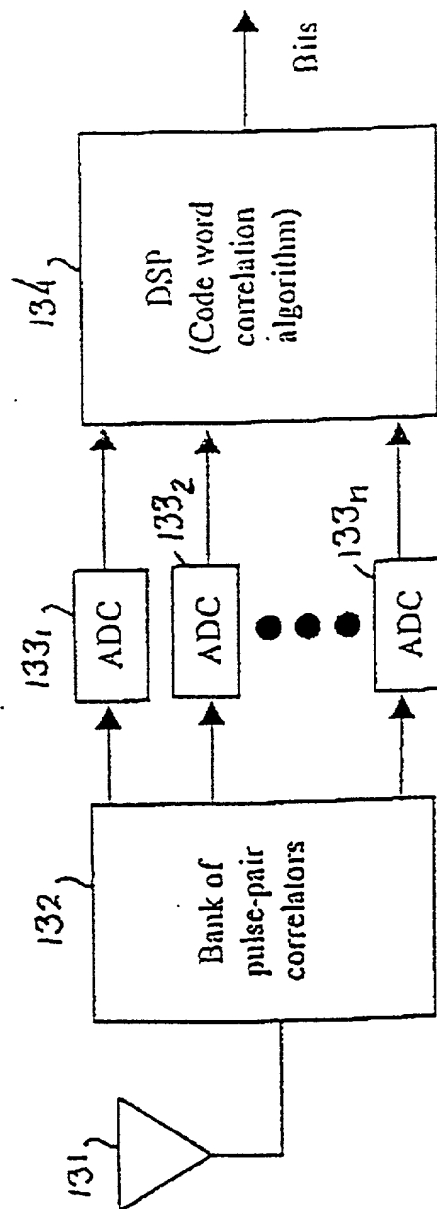 131
132
Bank of
pulse-pair
correlators
133₁
ADC
133₂
ADC
133ₙ
ADC
134
DSP
(Code word
correlation
algorithm)
Bits